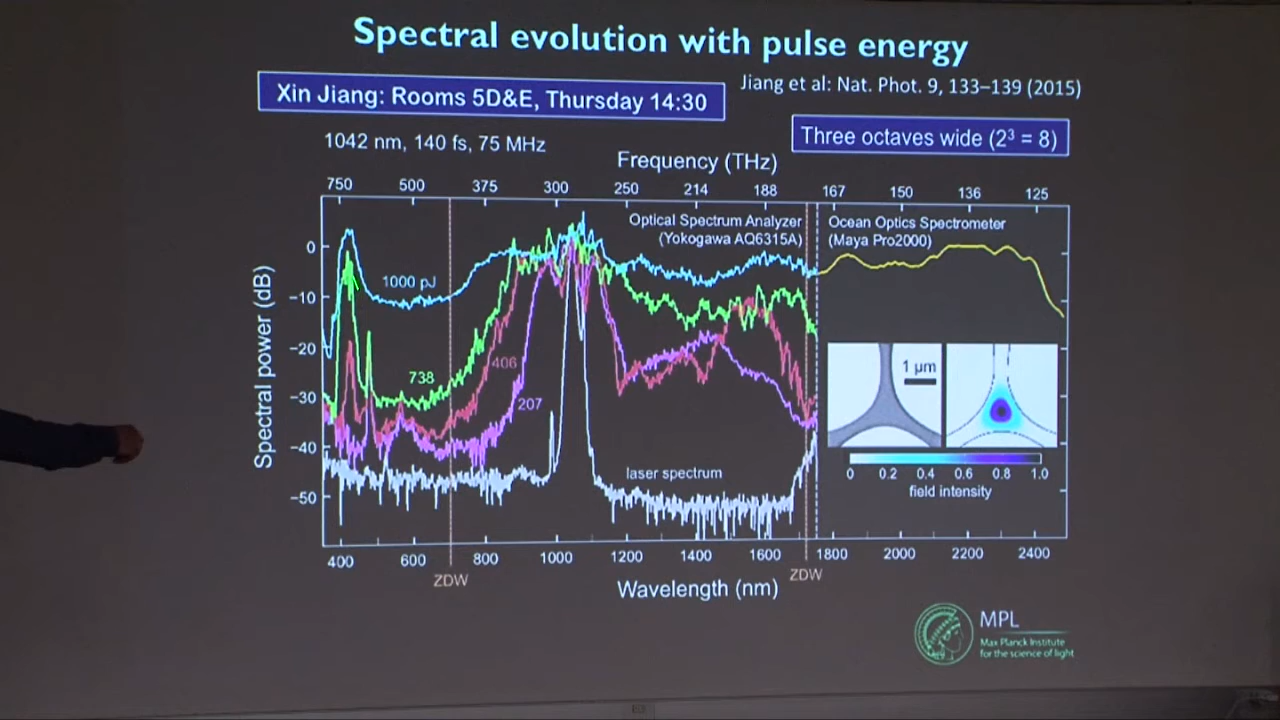 Spectral evolution with pulse energy
Jiang et al: Nat. Phot. 9, 133–139 (2015)
Xin Jiang: Rooms 5D&E, Thursday 14:30
Three octaves wide (2³ = 8)
1042 nm, 140 fs, 75 MHz
Frequency (THz)
750 500 375 300 250 214 188 167 150 136 125
Optical Spectrum Analyzer
(Yokogawa AQ6315A)
Ocean Optics Spectrometer
(Maya Pro2000)
Spectral power (dB)
0
−10
−20
−30
−40
−50
1000 pJ
738
406
207
laser spectrum
1 µm
0 0.2 0.4 0.6 0.8 1.0
field intensity
400 600 800 1000 1200 1400 1600 1800 2000 2200 2400
ZDW
ZDW
Wavelength (nm)
MPL
Max Planck Institute
for the science of light